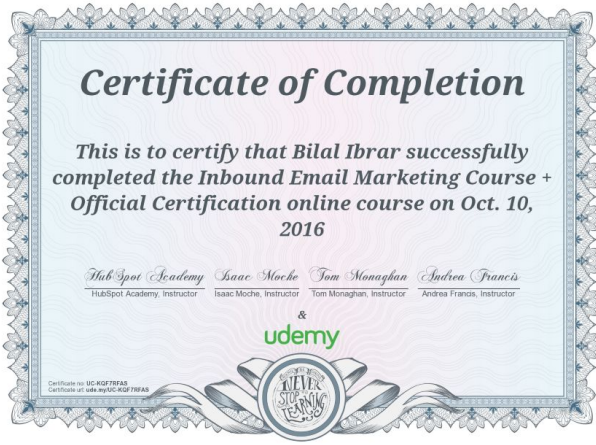 Certificate of Completion
This is to certify that Bilal Ibrar successfully
completed the Inbound Email Marketing Course +
Official Certification online course on Oct. 10,
2016
HubSpot Academy Isaac Moche Tom Monaghan Andrea Francis
HubSpot Academy, Instructor Isaac Moche, Instructor Tom Monaghan, Instructor Andrea Francis, Instructor
&
udemy
Certificate no: UC-KQF7RFAS
Certificate url: ude.my/UC-KQF7RFAS
NEVER
STOP
LEARNING